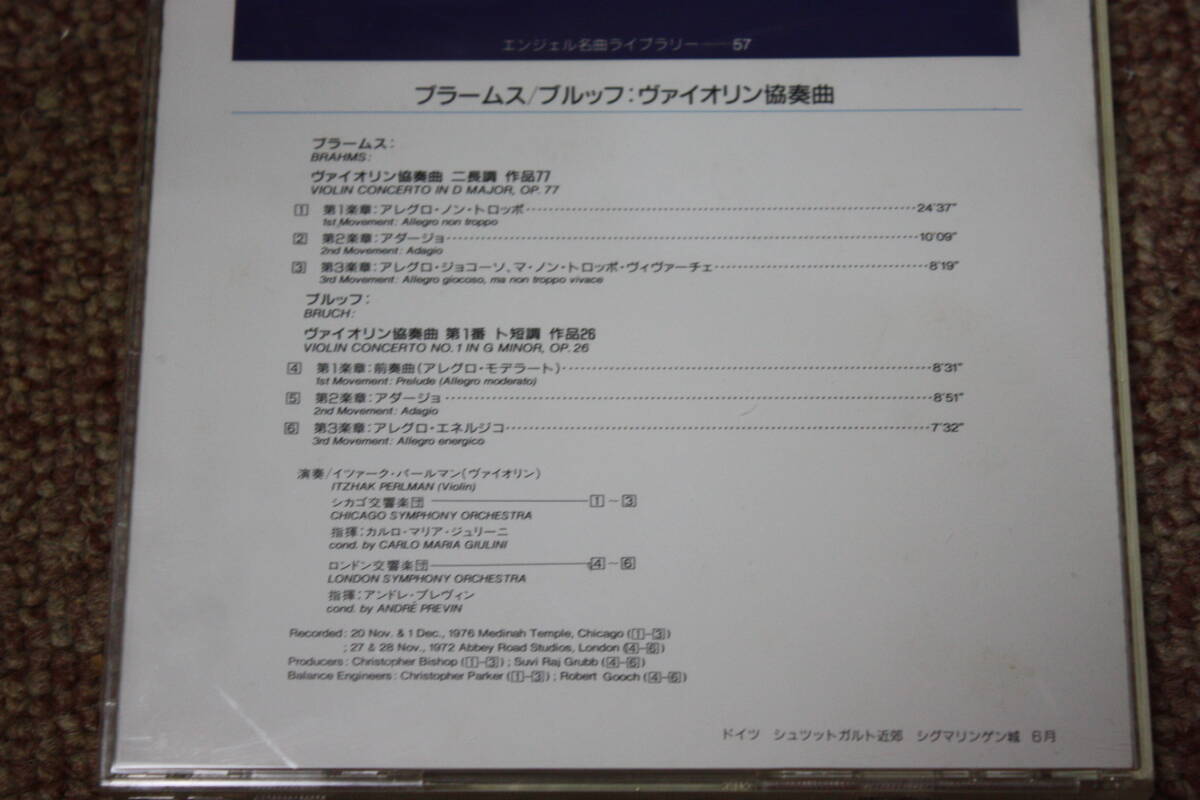 エンジェル名曲ライブラリー——57
ブラームス/ブルッフ:ヴァイオリン協奏曲
ブラームス:
BRAHMS:
ヴァイオリン協奏曲 ニ長調 作品77
VIOLIN CONCERTO IN D MAJOR, OP. 77
1 第1楽章:アレグロ・ノン・トロッポ 24'37"
1st Movement: Allegro non troppo
2 第2楽章:アダージョ 10'09"
2nd Movement: Adagio
3 第3楽章:アレグロ・ジョコーソ、マ・ノン・トロッポ・ヴィヴァーチェ 8'19"
3rd Movement: Allegro giocoso, ma non troppo vivace
ブルッフ:
BRUCH:
ヴァイオリン協奏曲 第1番 ト短調 作品26
VIOLIN CONCERTO NO. 1 IN G MINOR, OP. 26
4 第1楽章:前奏曲(アレグロ・モデラート) 8'31"
1st Movement: Prelude (Allegro moderato)
5 第2楽章:アダージョ 8'51"
2nd Movement: Adagio
6 第3楽章:アレグロ・エネルジコ 7'32"
3rd Movement: Allegro energico
演奏/イツァーク・パールマン(ヴァイオリン)
ITZHAK PERLMAN (Violin)
シカゴ交響楽団 1~3
CHICAGO SYMPHONY ORCHESTRA
指揮:カルロ・マリア・ジュリーニ
cond. by CARLO MARIA GIULINI
ロンドン交響楽団 4~6
LONDON SYMPHONY ORCHESTRA
指揮:アンドレ・プレヴィン
cond. by ANDRÉ PREVIN
Recorded: 20 Nov. & 1 Dec., 1976 Medinah Temple, Chicago (1-3)
; 27 & 28 Nov., 1972 Abbey Road Studios, London (4-6)
Producers: Christopher Bishop (1-3) ; Suvi Raj Grubb (4-6)
Balance Engineers: Christopher Parker (1-3) ; Robert Gooch (4-6)
ドイツ シュツットガルト近郊 シグマリンゲン城 6月